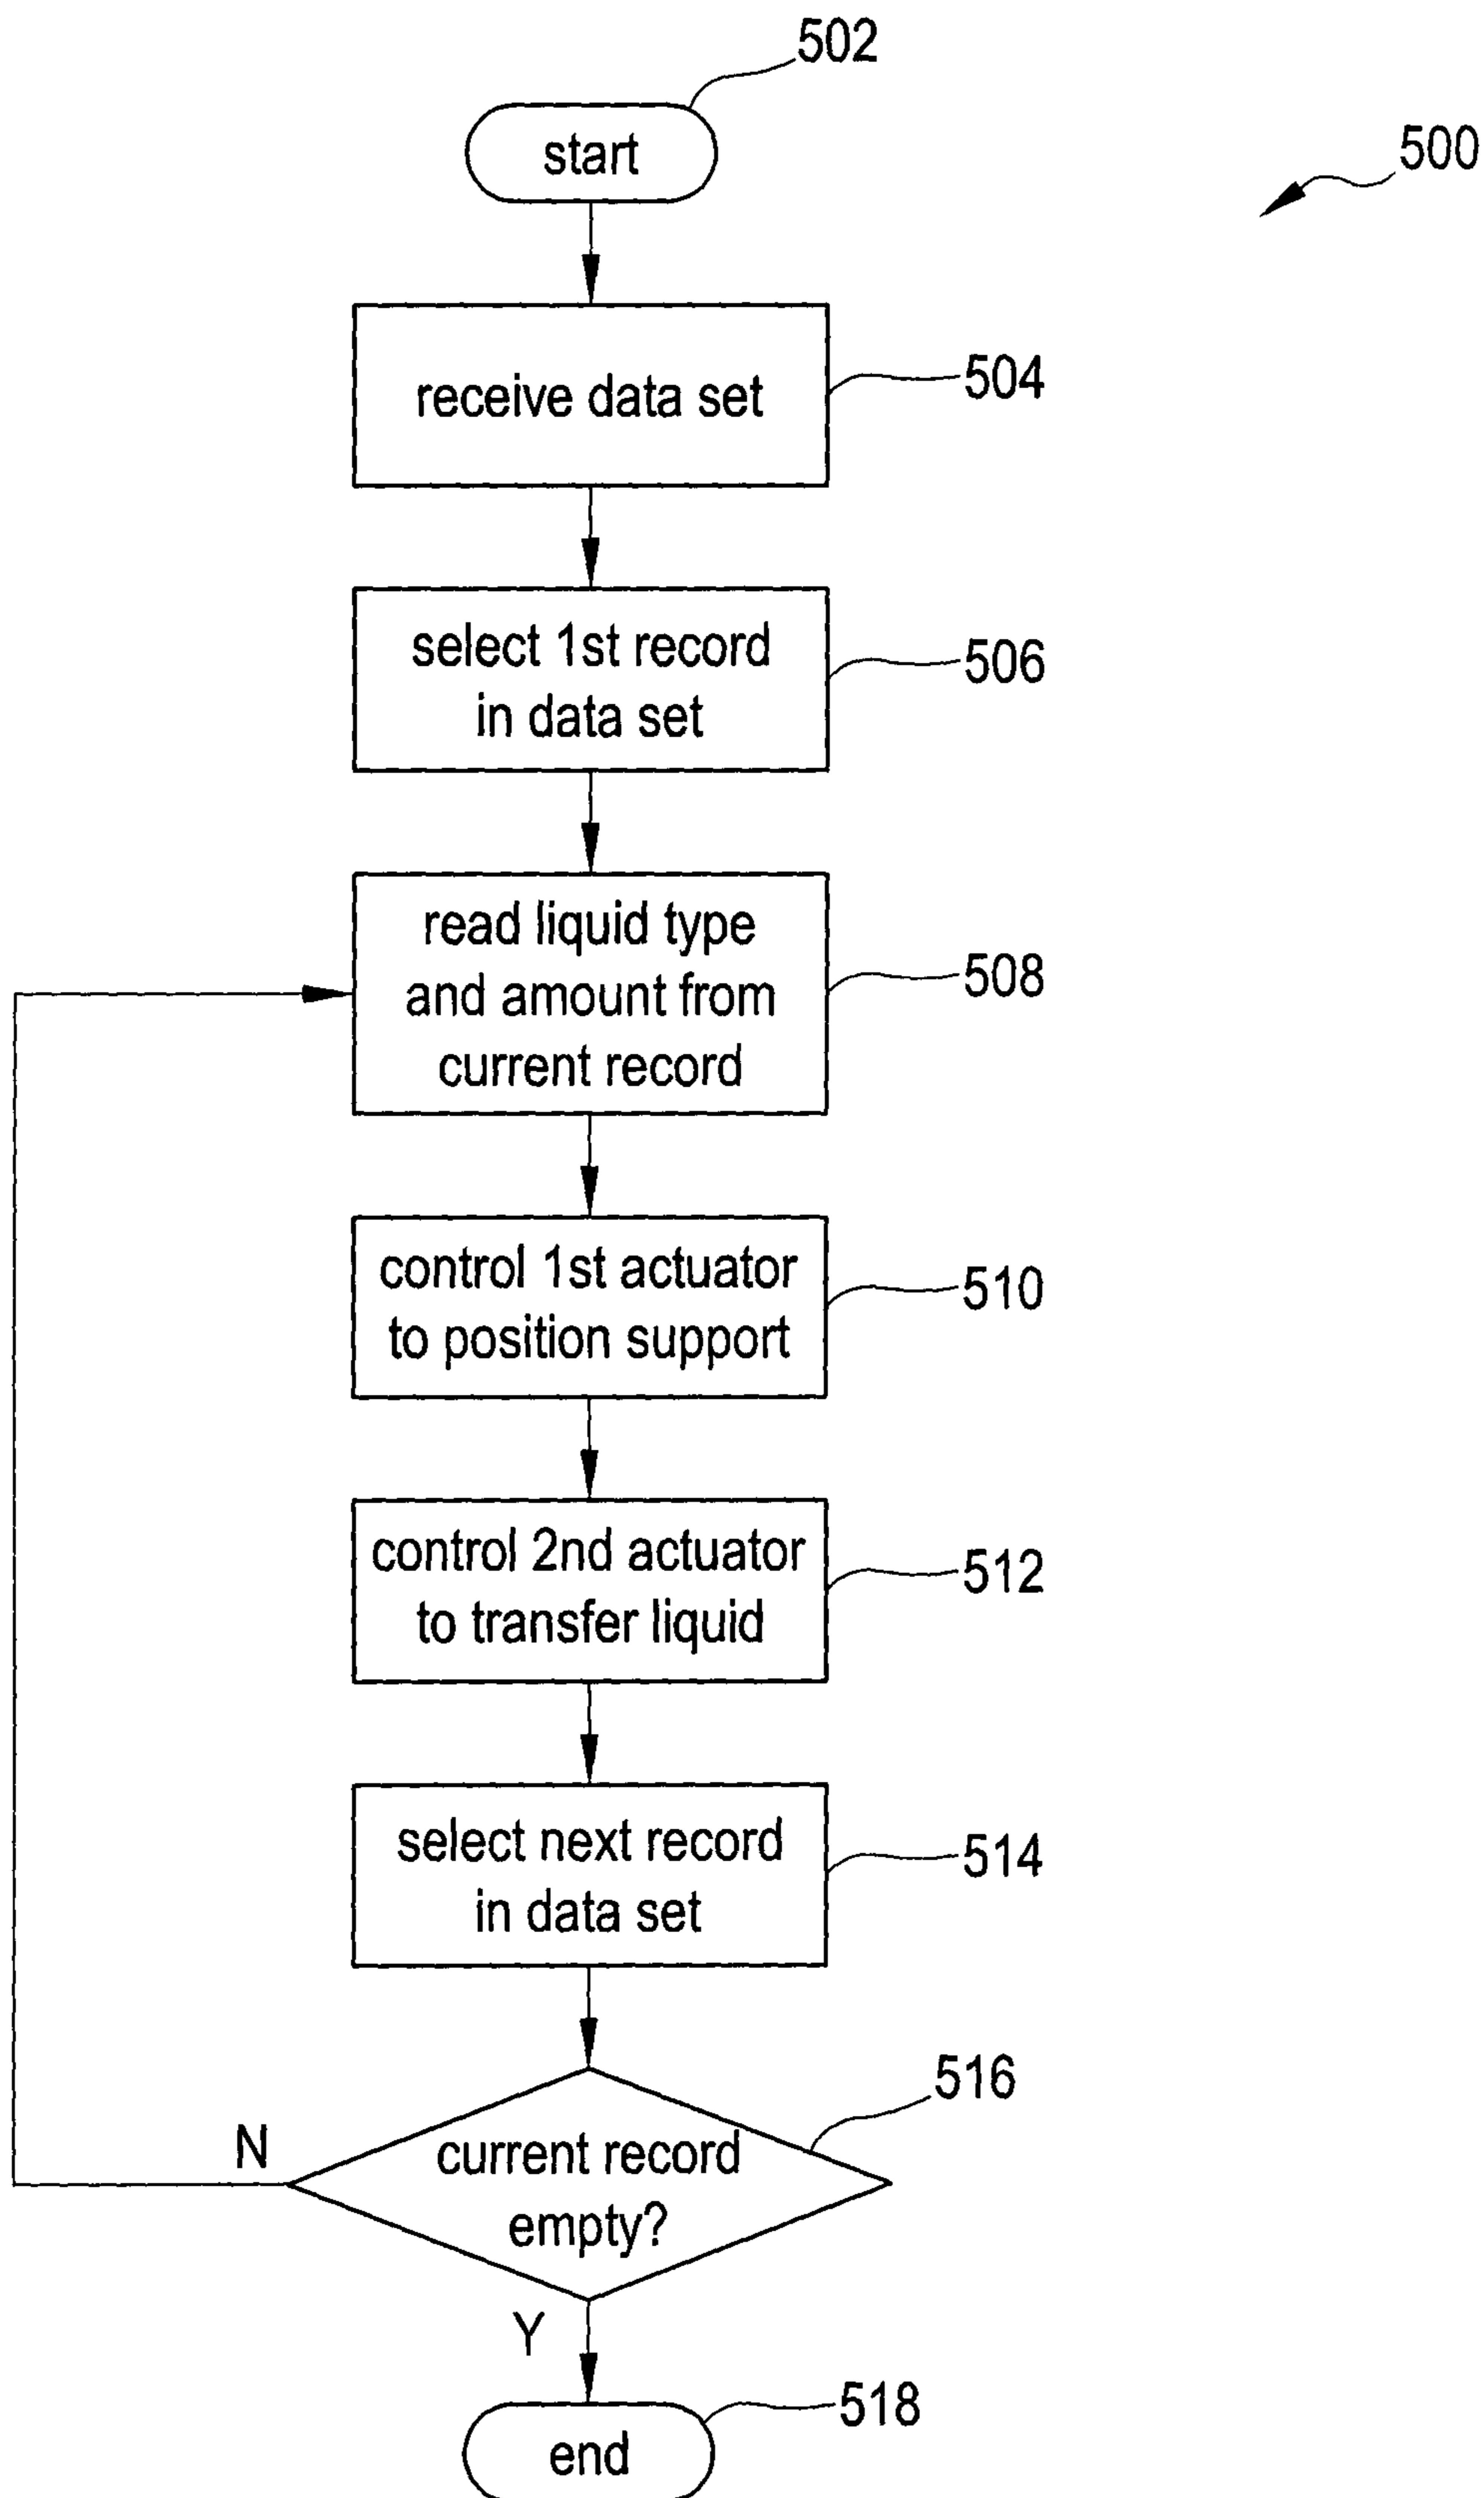 502
start
500
receive data set
504
select 1st record
in data set
506
read liquid type
and amount from
current record
508
control 1st actuator
to position support
510
control 2nd actuator
to transfer liquid
512
select next record
in data set
514
516
N
current record
empty?
Y
518
end